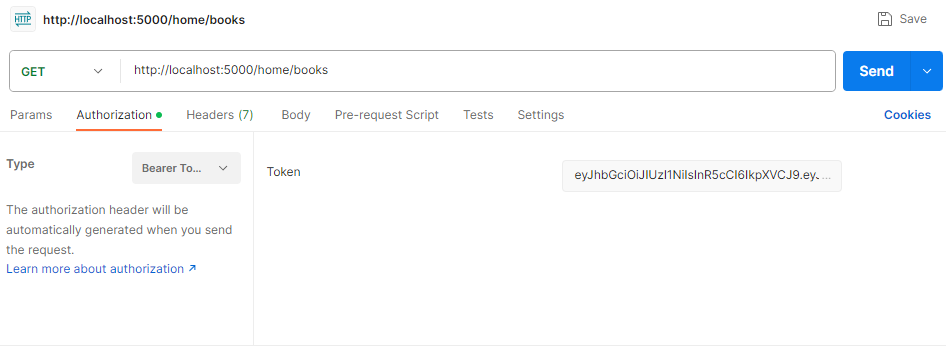 HTTP http://localhost:5000/home/books Save
GET http://localhost:5000/home/books Send
Params Authorization Headers (7) Body Pre-request Script Tests Settings Cookies
Type Bearer To... Token eyJhbGciOiJIUzI1NiIsInR5cCI6IkpXVCJ9.ey. ...
The authorization header will be
automatically generated when you send
the request.
Learn more about authorization ↗